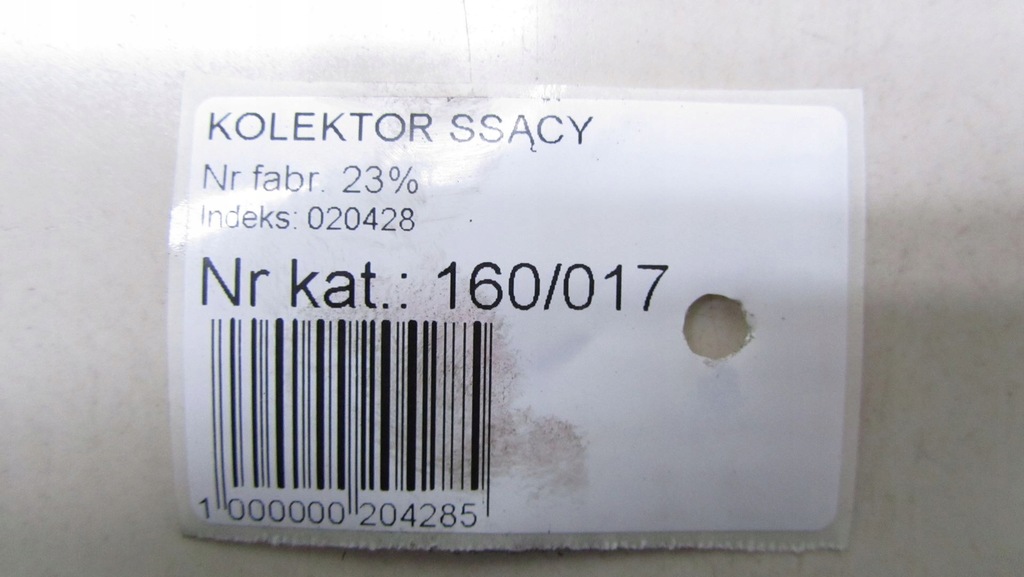 KOLEKTOR SSĄCY
Nr fabr. 23%
Indeks: 020428
Nr kat.: 160/017
1 000000 204285